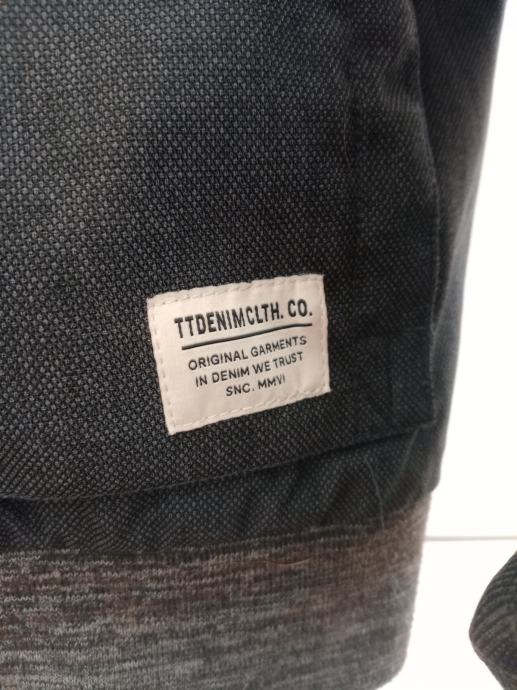 TTDENIMCLTH. CO.
ORIGINAL GARMENTS
IN DENIM WE TRUST
SNC. MMVI